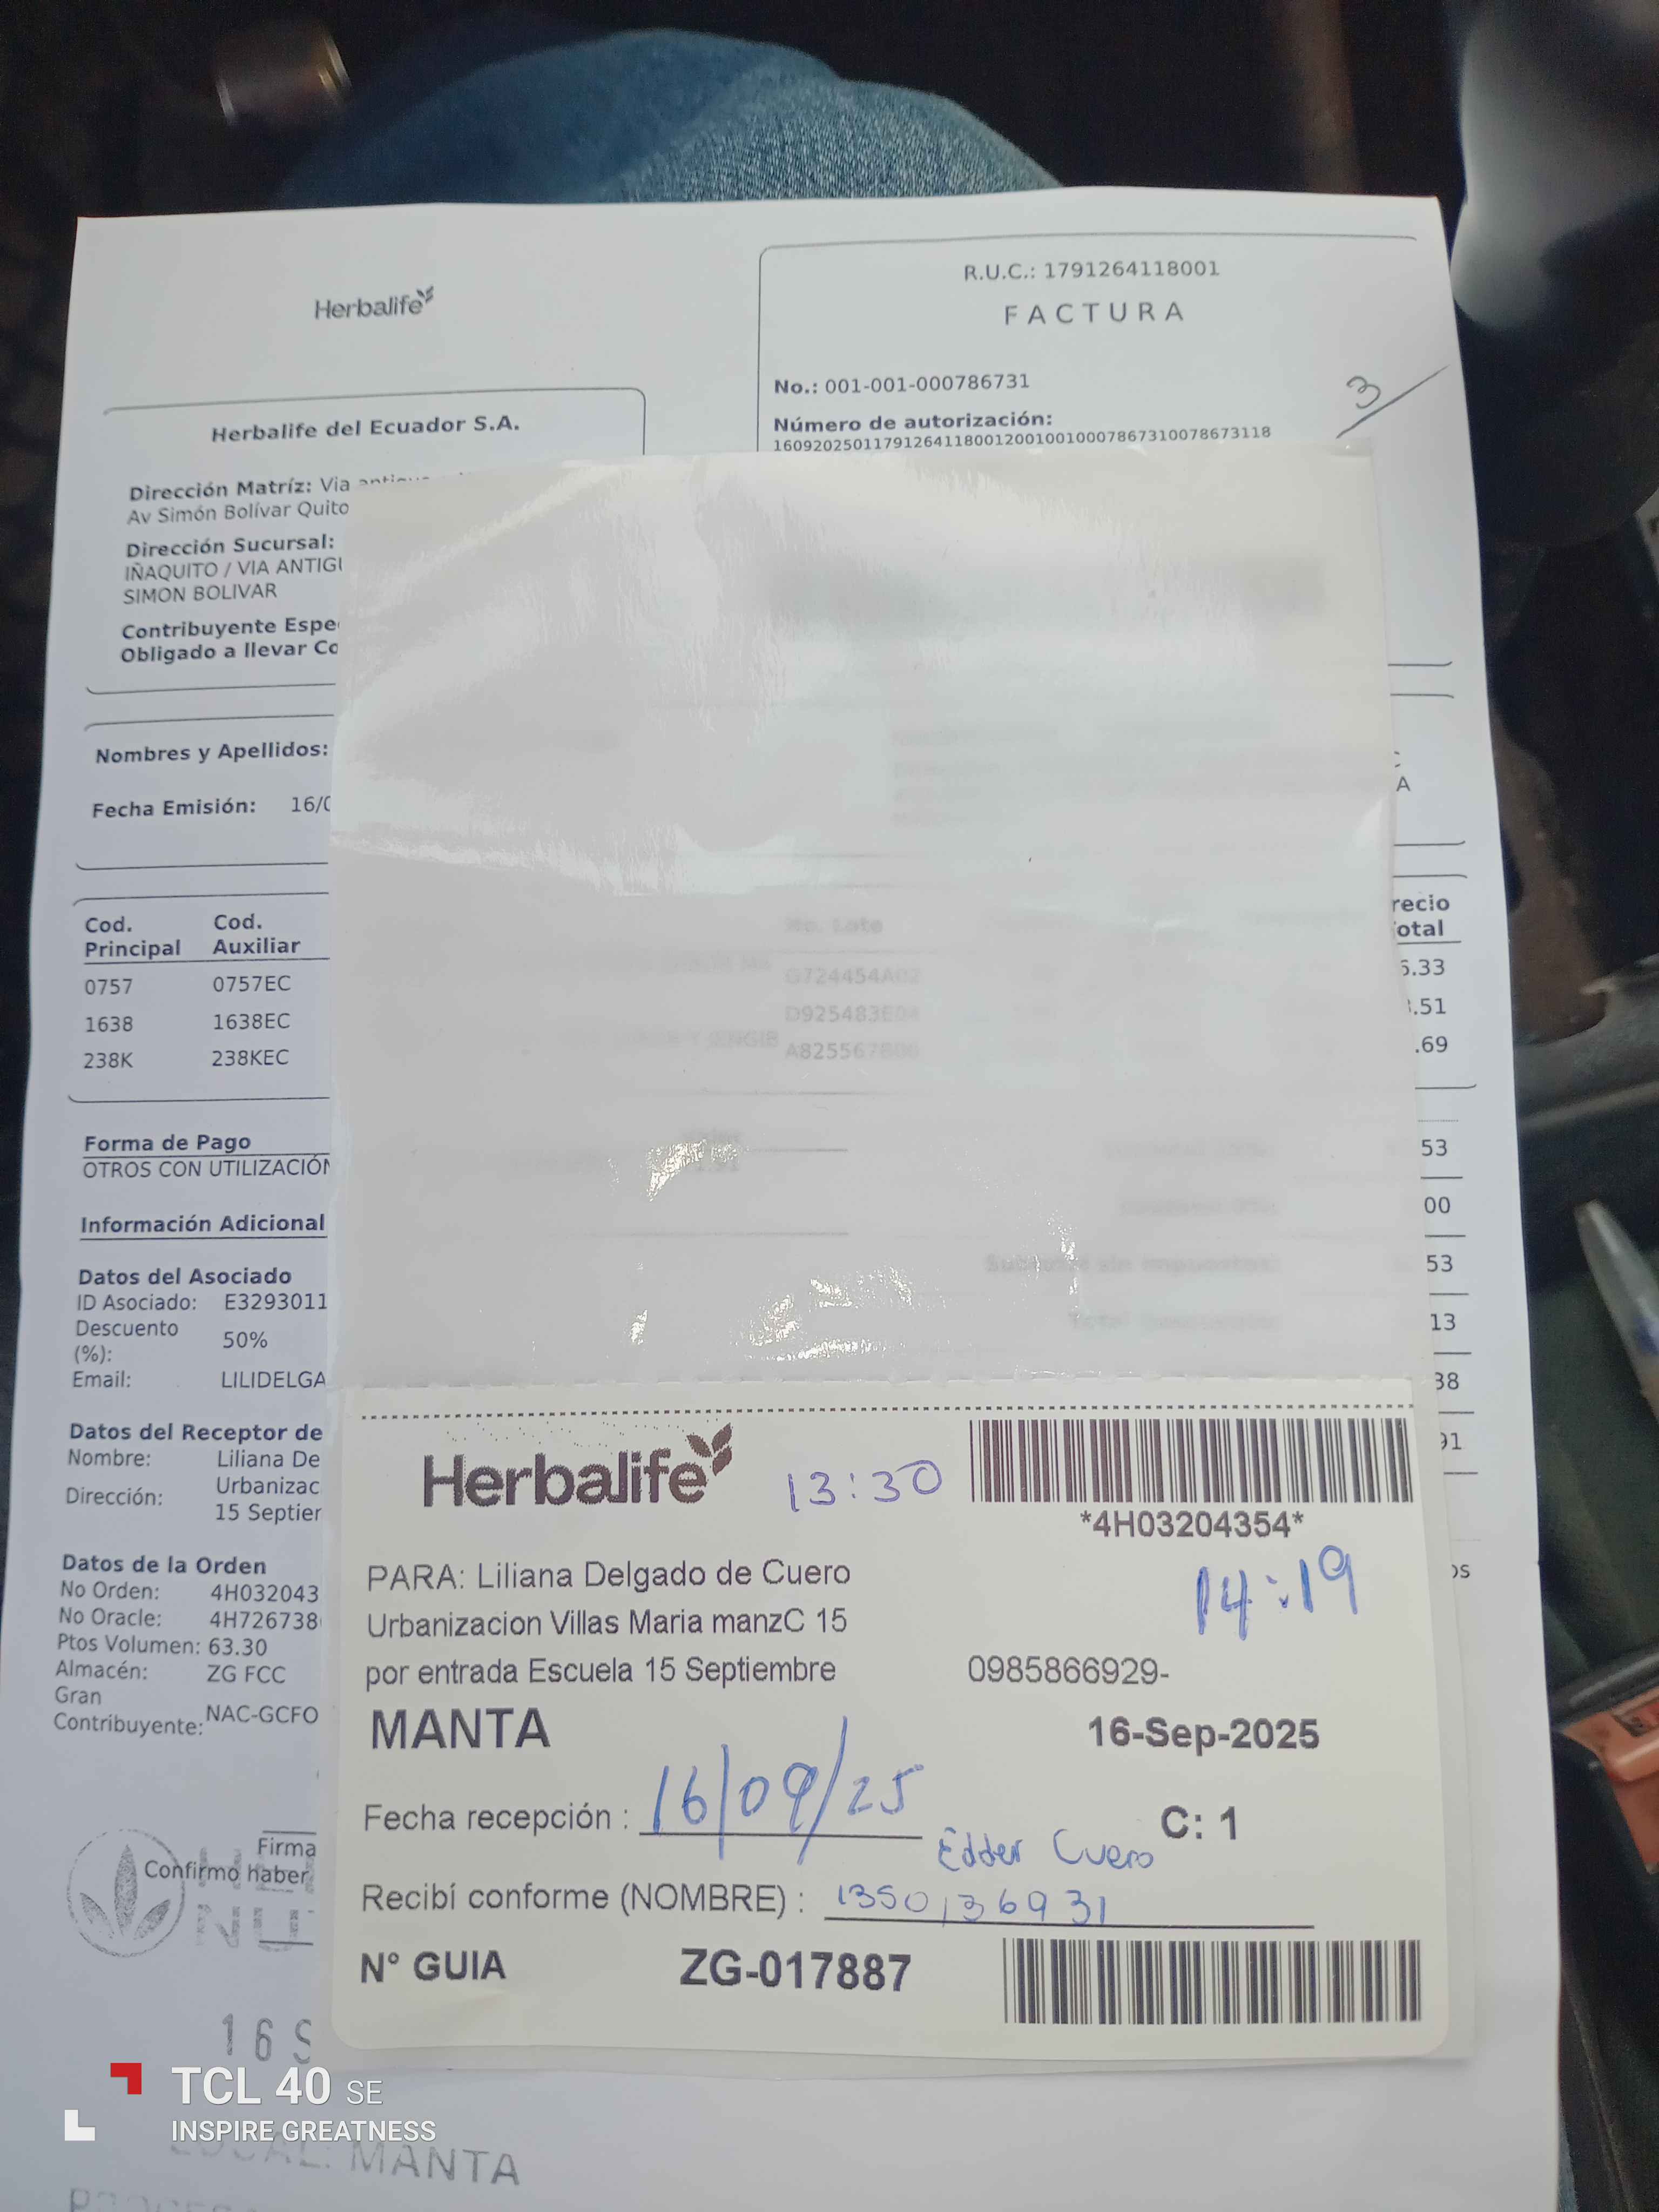 Herbalife
R.U.C.: 1791264118001
FACTURA
No.: 001-001-000786731
3
Número de autorización:
1609202501179126411800120010010007867310078673118
Herbalife del Ecuador S.A.
Dirección Matríz: Via
Av Simón Bolívar Quito
Dirección Sucursal:
IÑAQUITO / VIA
SIMON BOLIVAR
Contribuyente
Obligado a llevar
Nombres y Apellidos:
Fecha Emisión: 16/
A
Cod. Principal
Cod. Auxiliar
0757 0757EC
1638 1638EC
238K 238KEC
G724454A02
.33
.51
.69
Forma de Pago
OTROS CON UTILIZACIÓN
53
Información Adicional
00
Datos del Asociado
53
ID Asociado: E3293011
13
Descuento (%): 50%
Email: LILIDELGA
38
91
Datos del Receptor de
Nombre: Liliana De
Dirección: Urbanizac
15 Septier
Datos de la Orden
No Orden: 4H032043
No Oracle: 4H726738
Ptos Volumen: 63.30
Almacén: ZG FCC
Gran Contribuyente: NAC-GCFO
os
Firma
Confirmo haber
16 S
LOCAL: MANTA
Herbalife 13:30
*4H03204354*
14:19
PARA: Liliana Delgado de Cuero
Urbanizacion Villas Maria manzC 15
por entrada Escuela 15 Septiembre 0985866929-
MANTA 16-Sep-2025
Fecha recepción : 16/09/25 C: 1
Edder Cuero
Recibí conforme (NOMBRE) : 1350136931
N° GUIA ZG-017887
TCL 40 SE
INSPIRE GREATNESS